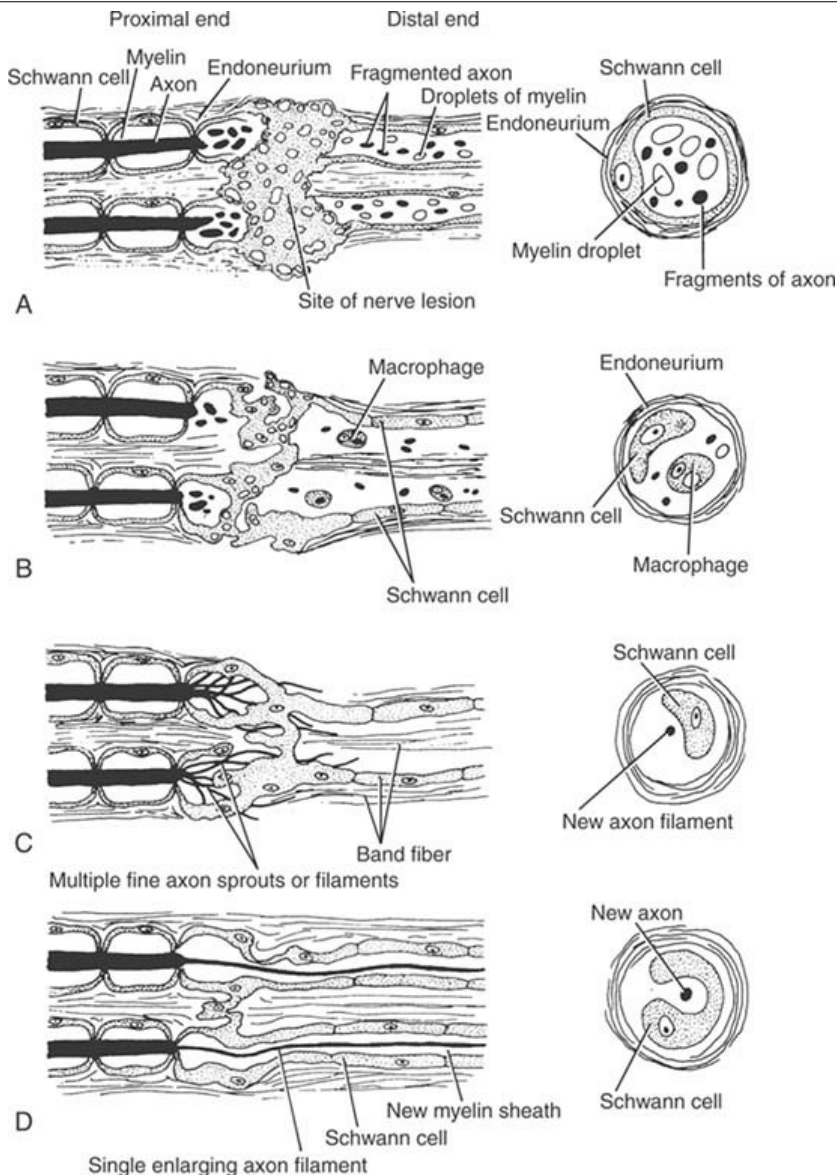 Proximal end
Distal end
Schwann cell
Myelin
Axon
Endoneurium
Fragmented axon
Droplets of myelin
Schwann cell
Endoneurium
Myelin droplet
Fragments of axon
Site of nerve lesion
A
Macrophage
Endoneurium
Schwann cell
Macrophage
Schwann cell
B
Schwann cell
New axon filament
Band fiber
C
Multiple fine axon sprouts or filaments
New axon
Schwann cell
New myelin sheath
Schwann cell
D
Single enlarging axon filament